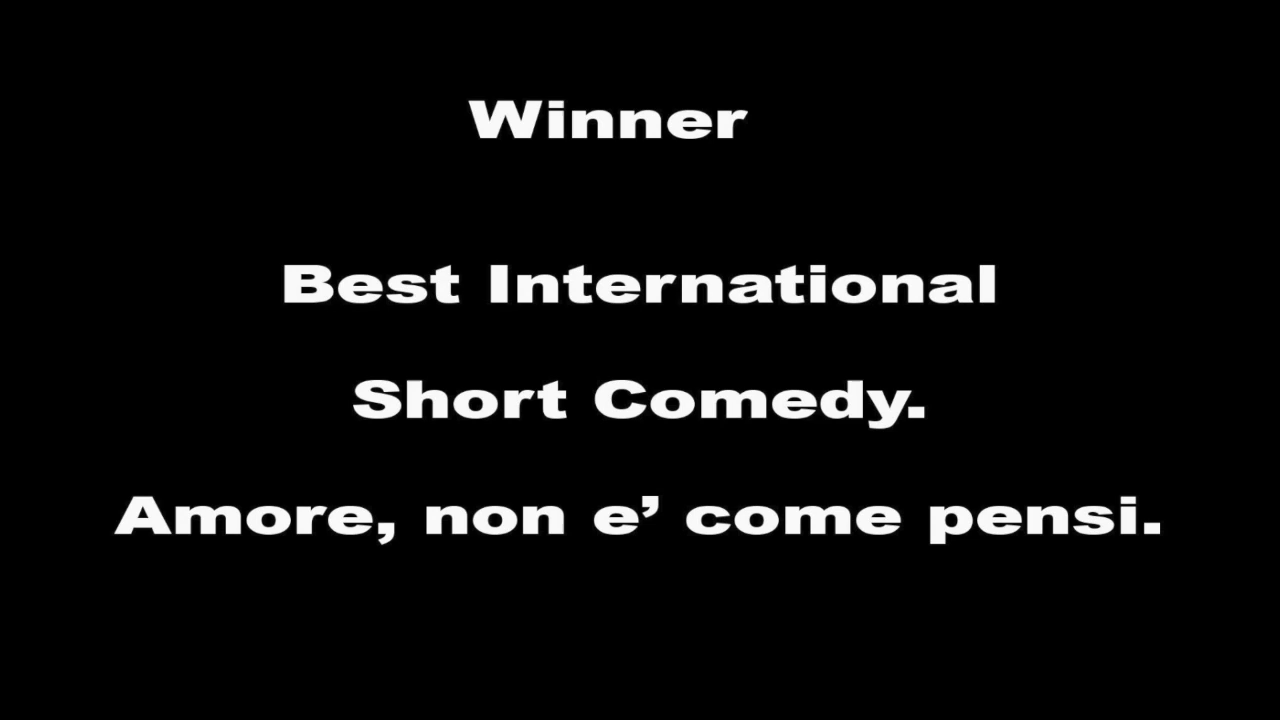 Winner
Best International
Short Comedy.
Amore, non e’ come pensi.